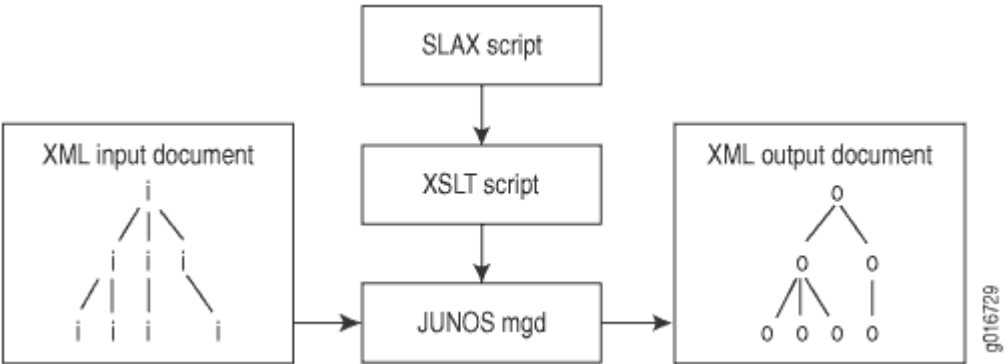 SLAX script
XML input document
i
i i i
i i i i
XSLT script
JUNOS mgd
XML output document
o
o o
o o o o
g016729